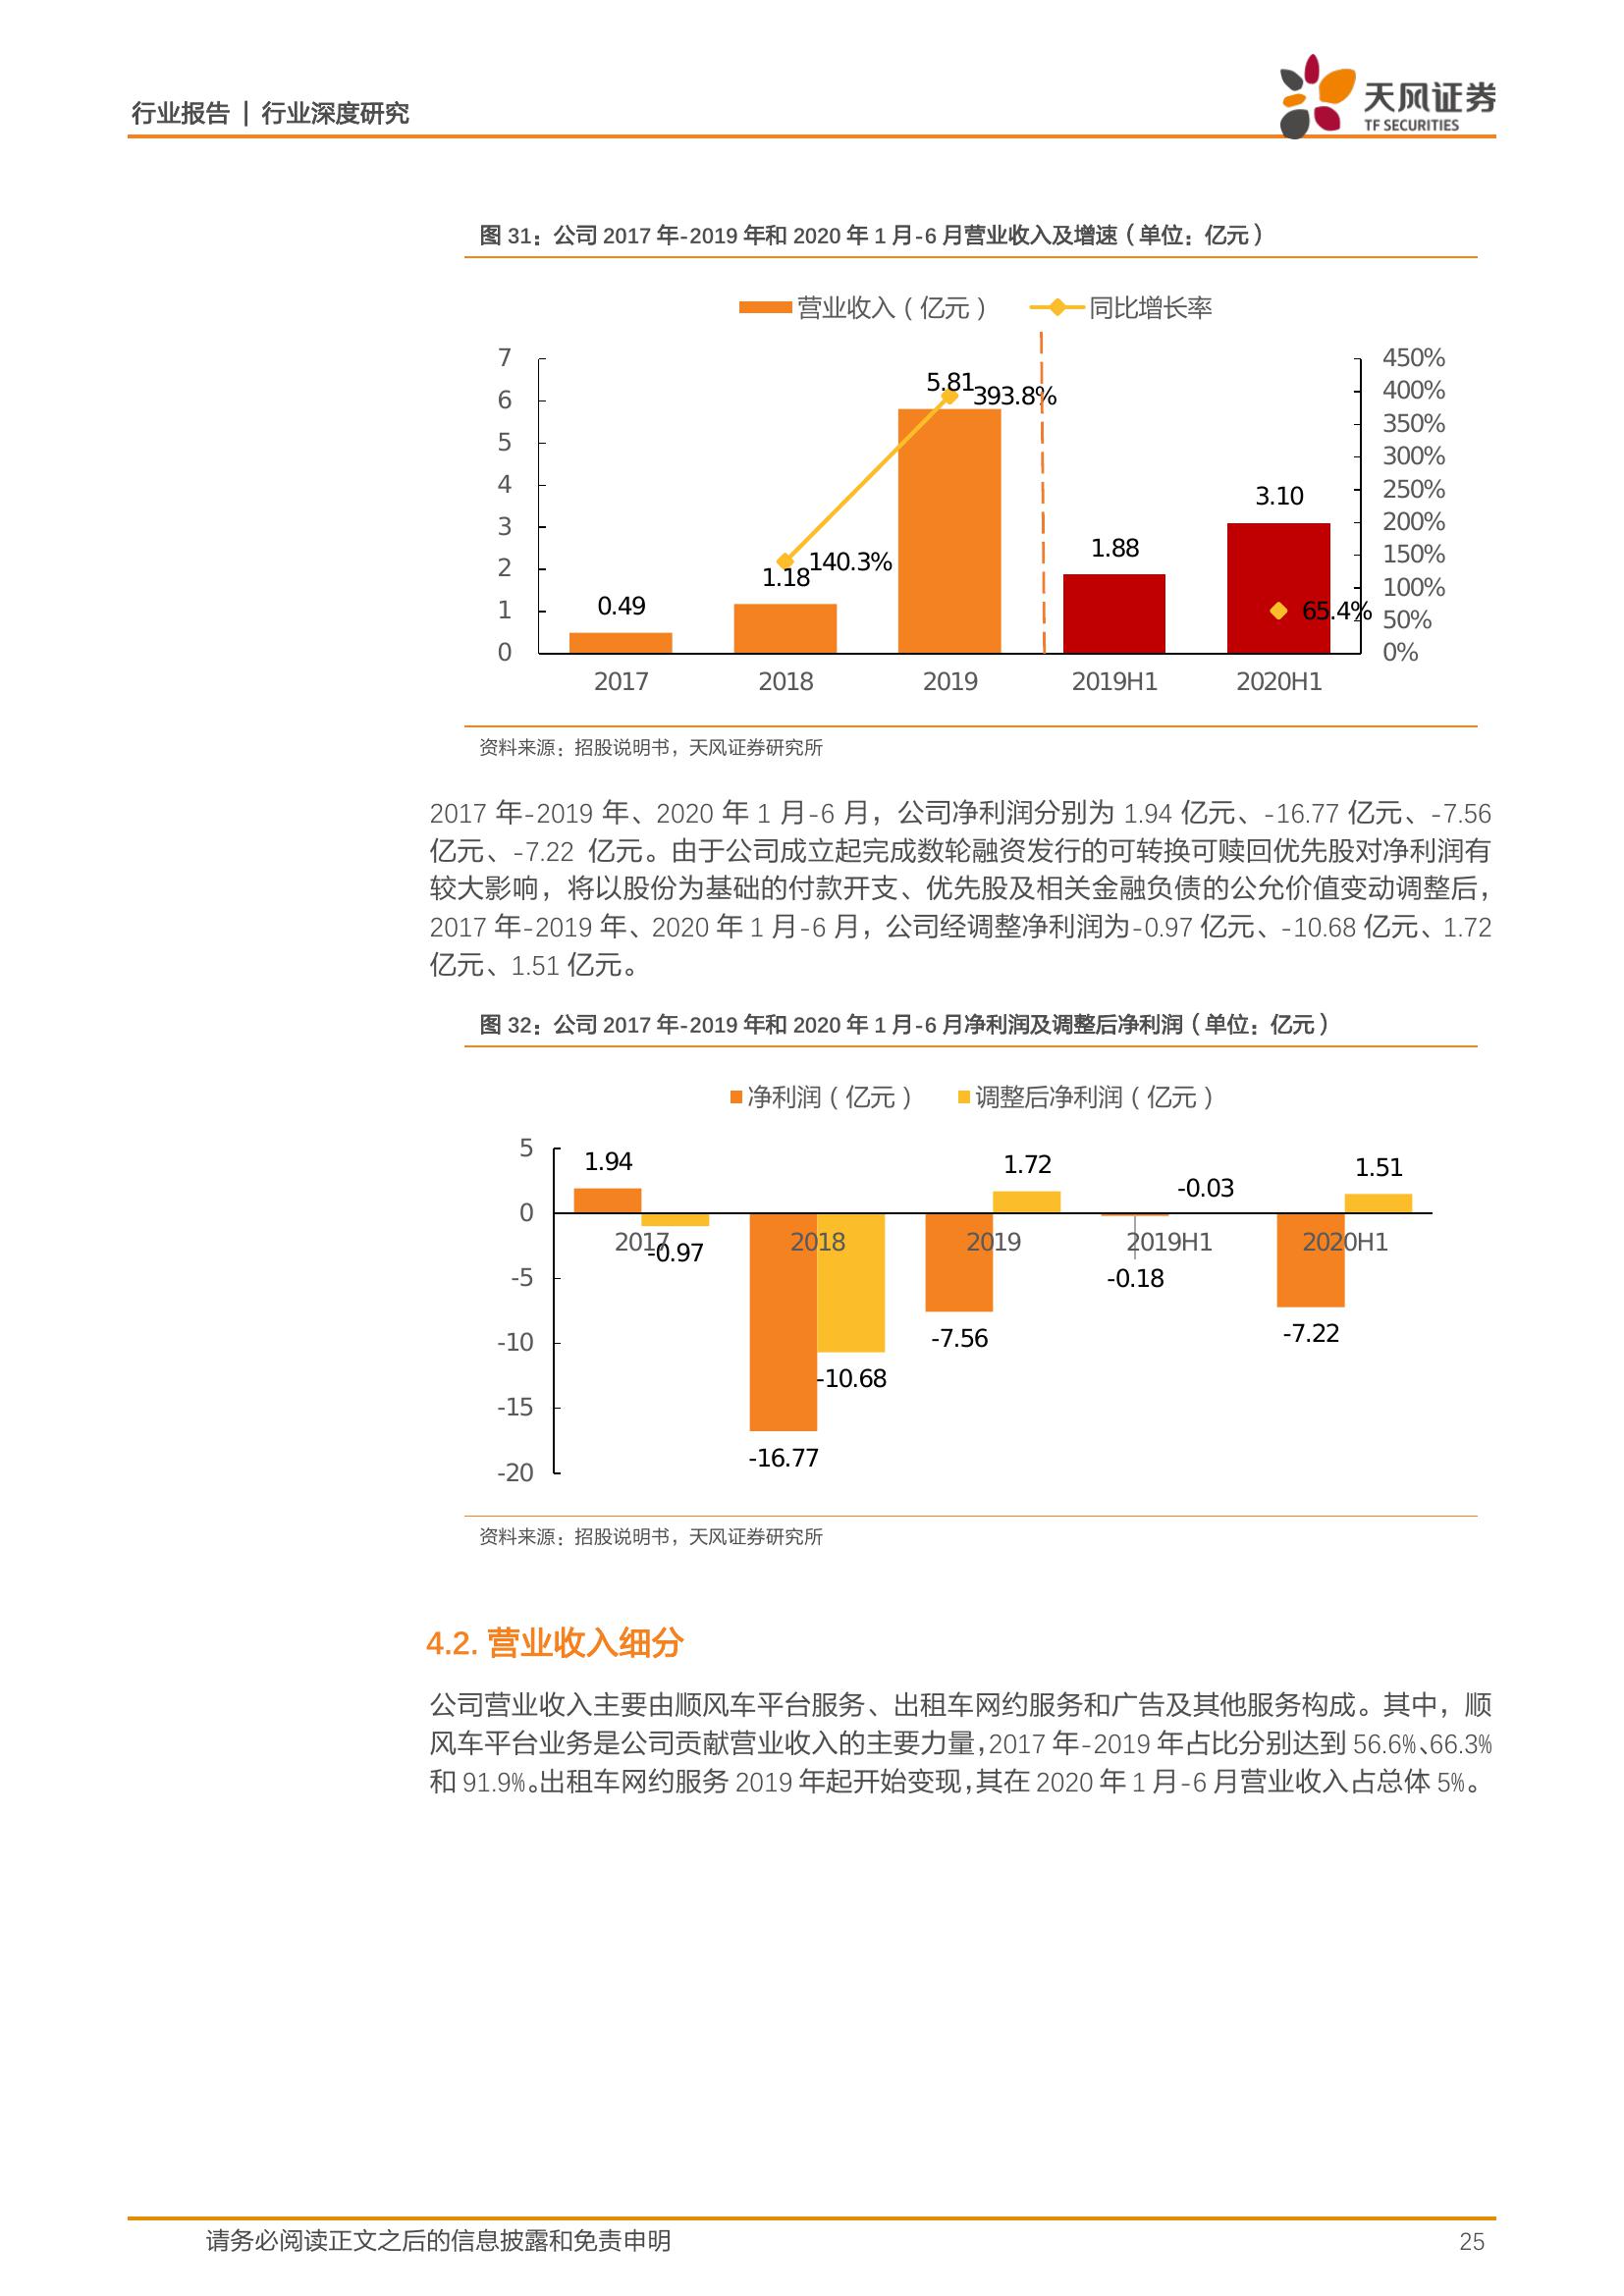 行业报告 | 行业深度研究
天风证券
TF SECURITIES
图 31：公司 2017 年-2019 年和 2020 年 1 月-6 月营业收入及增速（单位：亿元）
营业收入（亿元） 同比增长率
7 450%
400%
6
350%
5
300%
4 250%
3 200%
2 150%
100%
1 50%
0 0%
0.49 1.18 5.81 1.88 3.10
140.3% 393.8% 65.4%
2017 2018 2019 2019H1 2020H1
资料来源：招股说明书，天风证券研究所
2017 年-2019 年、2020 年 1 月-6 月，公司净利润分别为 1.94 亿元、-16.77 亿元、-7.56
亿元、-7.22 亿元。由于公司成立起完成数轮融资发行的可转换可赎回优先股对净利润有
较大影响，将以股份为基础的付款开支、优先股及相关金融负债的公允价值变动调整后，
2017 年-2019 年、2020 年 1 月-6 月，公司经调整净利润为-0.97 亿元、-10.68 亿元、1.72
亿元、1.51 亿元。
图 32：公司 2017 年-2019 年和 2020 年 1 月-6 月净利润及调整后净利润（单位：亿元）
净利润（亿元） 调整后净利润（亿元）
5
0
-5
-10
-15
-20
1.94 -16.77 -7.56 -0.18 -7.22
-0.97 -10.68 1.72 -0.03 1.51
2017 2018 2019 2019H1 2020H1
资料来源：招股说明书，天风证券研究所
4.2. 营业收入细分
公司营业收入主要由顺风车平台服务、出租车网约服务和广告及其他服务构成。其中，顺
风车平台业务是公司贡献营业收入的主要力量，2017 年-2019 年占比分别达到 56.6%、66.3%
和 91.9%。出租车网约服务 2019 年起开始变现，其在 2020 年 1 月-6 月营业收入占总体 5%。
请务必阅读正文之后的信息披露和免责申明 25